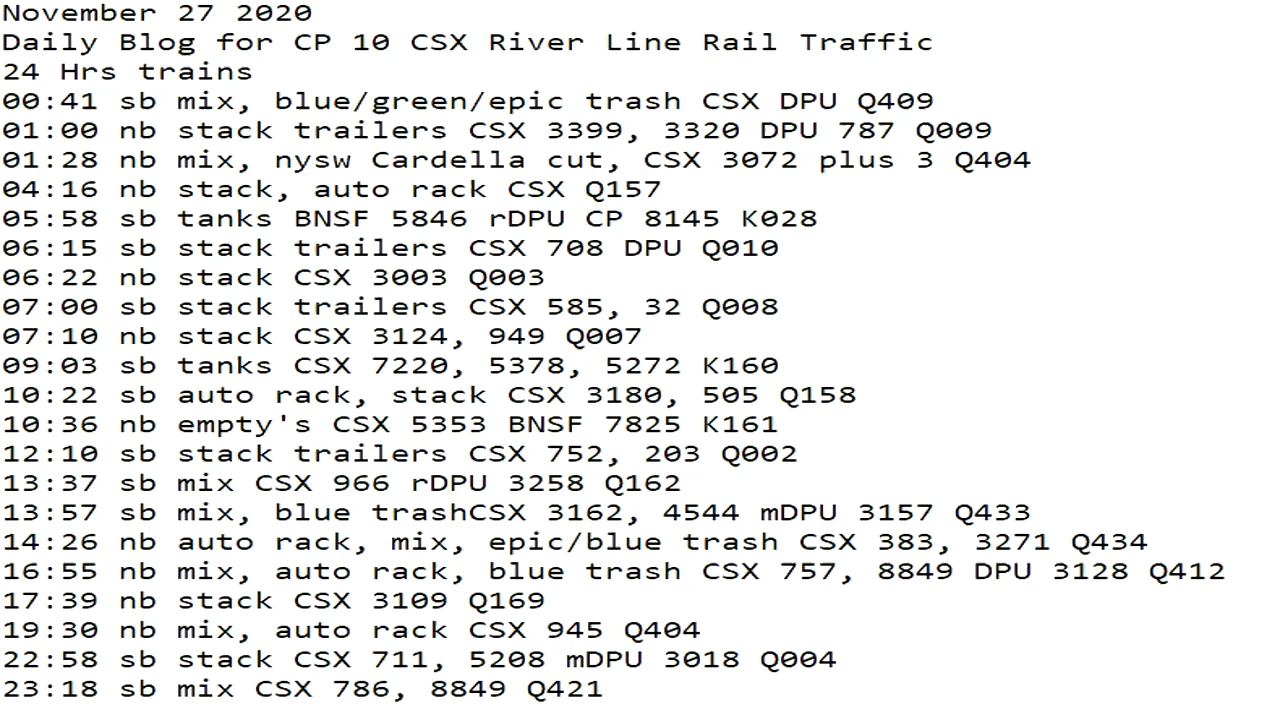 November 27 2020
Daily Blog for CP 10 CSX River Line Rail Traffic
24 Hrs trains
00:41 sb mix, blue/green/epic trash CSX DPU Q409
01:00 nb stack trailers CSX 3399, 3320 DPU 787 Q009
01:28 nb mix, nysw Cardella cut, CSX 3072 plus 3 Q404
04:16 nb stack, auto rack CSX Q157
05:58 sb tanks BNSF 5846 rDPU CP 8145 K028
06:15 sb stack trailers CSX 708 DPU Q010
06:22 nb stack CSX 3003 Q003
07:00 sb stack trailers CSX 585, 32 Q008
07:10 nb stack CSX 3124, 949 Q007
09:03 sb tanks CSX 7220, 5378, 5272 K160
10:22 sb auto rack, stack CSX 3180, 505 Q158
10:36 nb empty's CSX 5353 BNSF 7825 K161
12:10 sb stack trailers CSX 752, 203 Q002
13:37 sb mix CSX 966 rDPU 3258 Q162
13:57 sb mix, blue trashCSX 3162, 4544 mDPU 3157 Q433
14:26 nb auto rack, mix, epic/blue trash CSX 383, 3271 Q434
16:55 nb mix, auto rack, blue trash CSX 757, 8849 DPU 3128 Q412
17:39 nb stack CSX 3109 Q169
19:30 nb mix, auto rack CSX 945 Q404
22:58 sb stack CSX 711, 5208 mDPU 3018 Q004
23:18 sb mix CSX 786, 8849 Q421